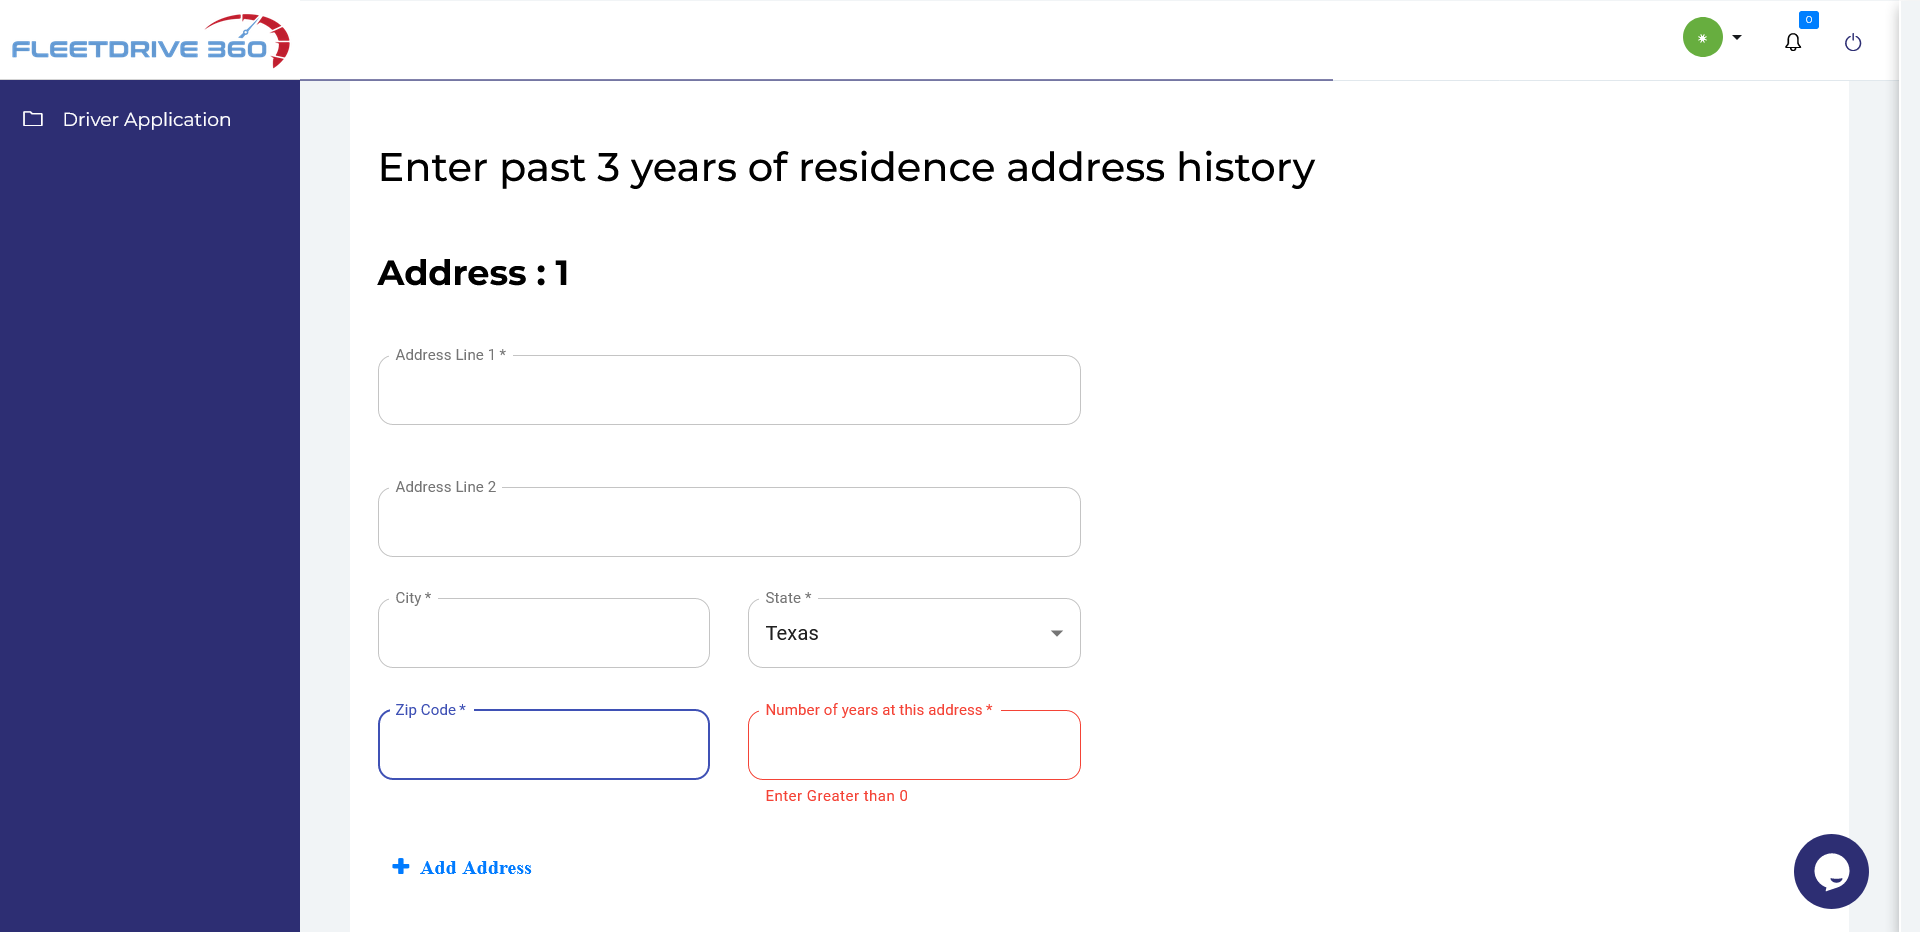 FLEETDRIVE 360
0
Driver Application
Enter past 3 years of residence address history
Address : 1
Address Line 1 *
Address Line 2
City *
State *
Texas
Zip Code *
Number of years at this address *
Enter Greater than 0
Add Address